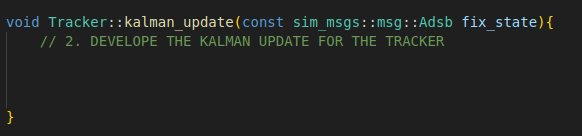 void Tracker::kalman_update(const sim_msgs::msg::Adsb fix_state){
// 2. DEVELOPE THE KALMAN UPDATE FOR THE TRACKER
}